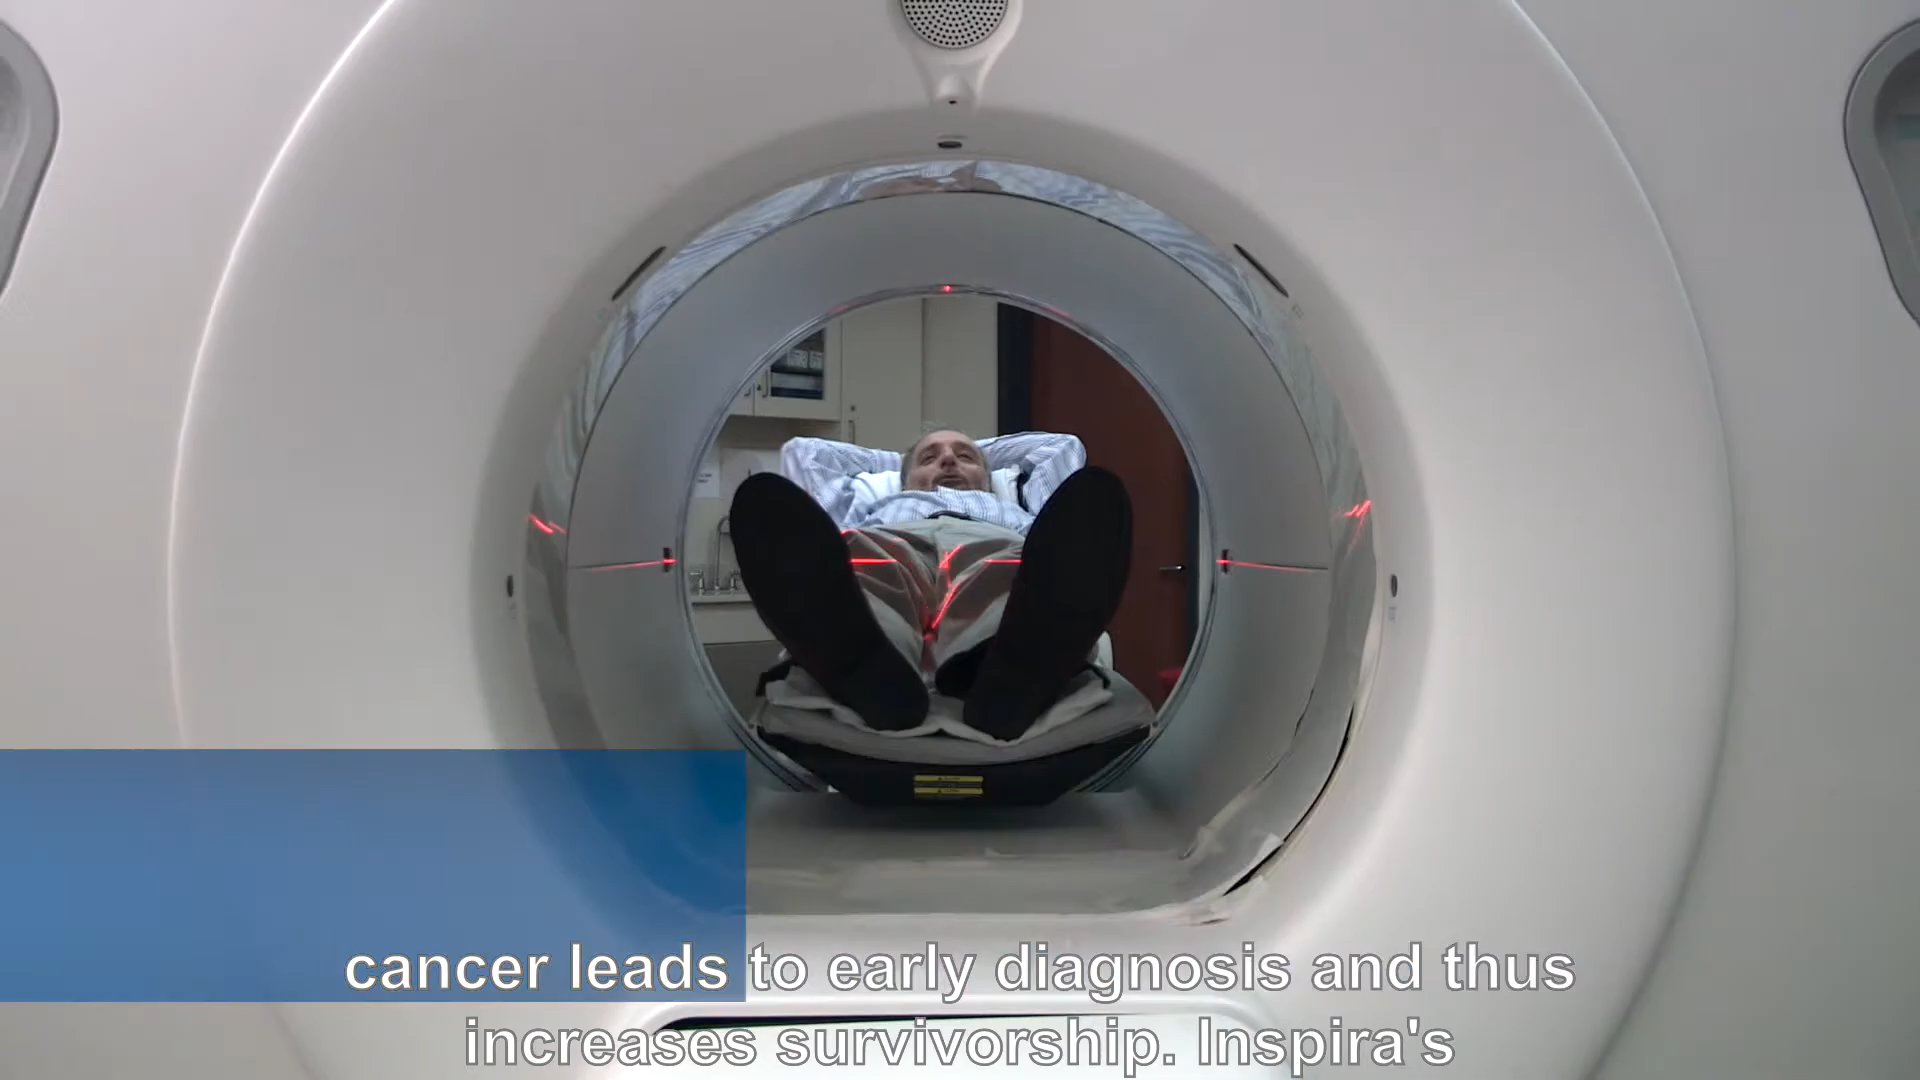 cancer leads to early diagnosis and thus
increases survivorship. Inspira's